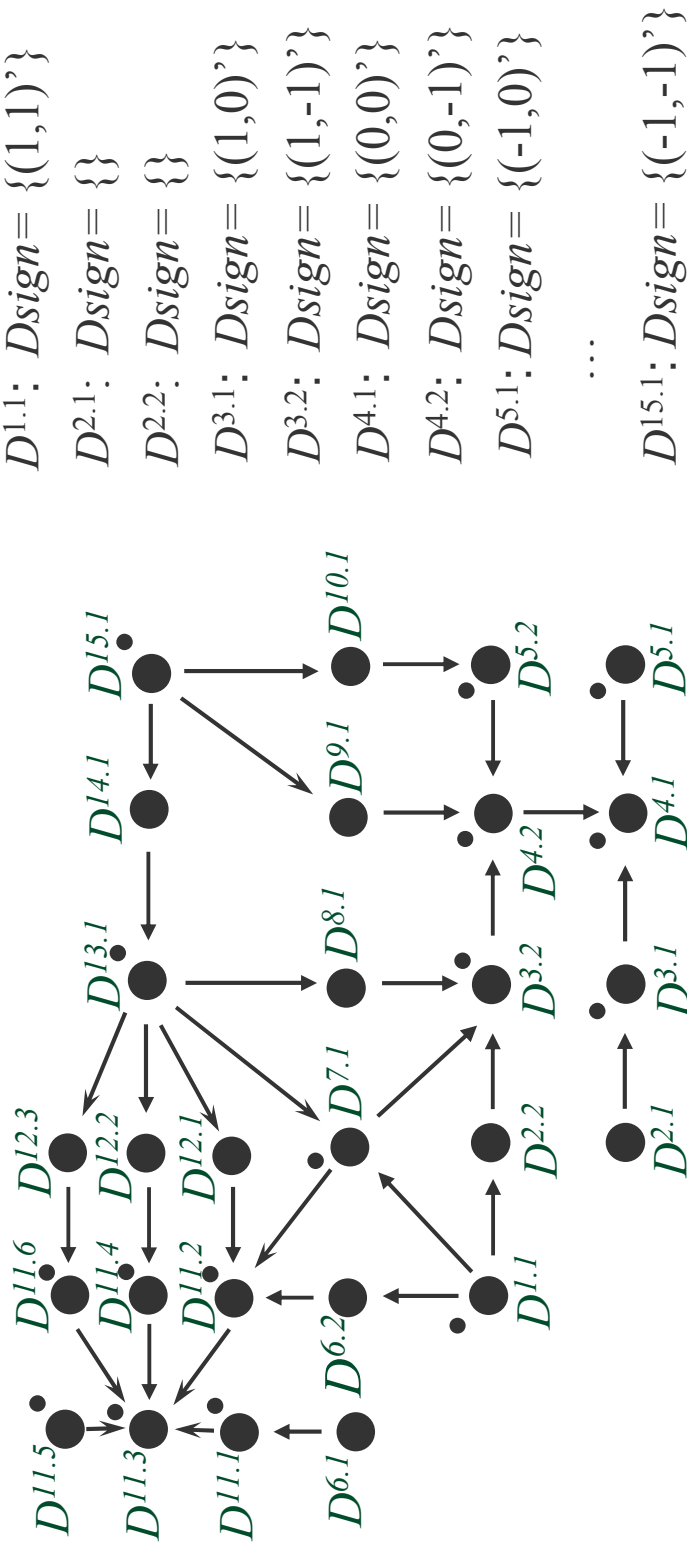 D^11.5
D^11.6
D^12.3
D^11.3
D^11.4
D^12.2
D^13.1
D^14.1
D^15.1
D^11.1
D^11.2
D^12.1
D^6.1
D^6.2
D^7.1
D^8.1
D^9.1
D^10.1
D^1.1
D^2.2
D^3.2
D^4.2
D^5.2
D^2.1
D^3.1
D^4.1
D^5.1
D^1.1: Dsign= {(1,1)’}
D^2.1: Dsign= {}
D^2.2: Dsign= {}
D^3.1: Dsign= {(1,0)’}
D^3.2: Dsign= {(1,-1)’}
D^4.1: Dsign= {(0,0)’}
D^4.2: Dsign= {(0,-1)’}
D^5.1: Dsign= {(-1,0)’}
…
D^15.1: Dsign= {(-1,-1)’}